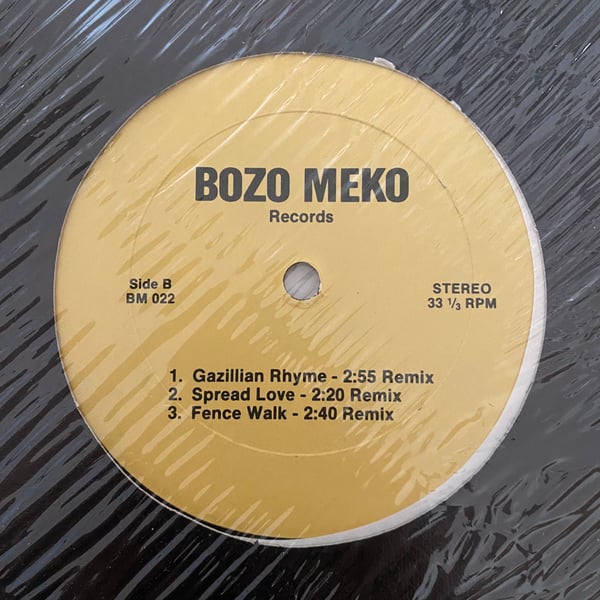 BOZO MEKO
Records
Side B
BM 022
STEREO
33 ⅓ RPM
1. Gazillian Rhyme - 2:55 Remix
2. Spread Love - 2:20 Remix
3. Fence Walk - 2:40 Remix